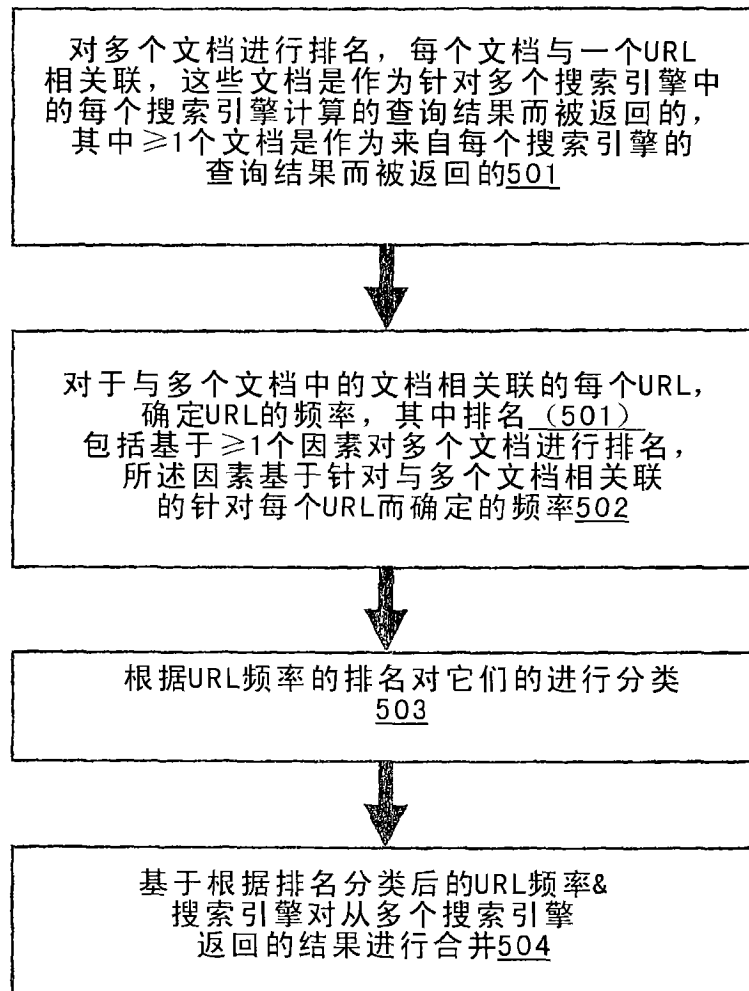 对多个文档进行排名，每个文档与一个URL
相关联，这些文档是作为针对多个搜索引擎中
的每个搜索引擎计算的查询结果而被返回的，
其中≥1个文档是作为来自每个搜索引擎的
查询结果而被返回的501
对于与多个文档中的文档相关联的每个URL，
确定URL的频率，其中排名（501）
包括基于≥1个因素对多个文档进行排名，
所述因素基于针对与多个文档相关联
的针对每个URL而确定的频率502
根据URL频率的排名对它们的进行分类
503
基于根据排名分类后的URL频率&
搜索引擎对从多个搜索引擎
返回的结果进行合并504